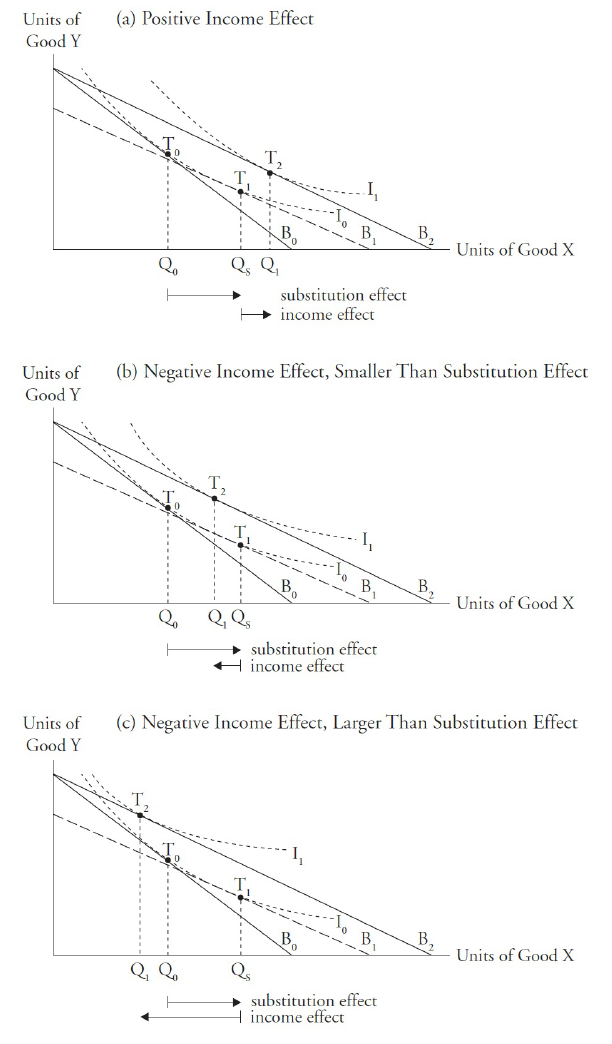 Units of Good Y
(a) Positive Income Effect
T0
T2
T1
I1
I0
B0
B1
B2
Units of Good X
Q0
QS
Q1
substitution effect
income effect
Units of Good Y
(b) Negative Income Effect, Smaller Than Substitution Effect
T2
T0
T1
I1
I0
B0
B1
B2
Units of Good X
Q0
Q1
QS
substitution effect
income effect
Units of Good Y
(c) Negative Income Effect, Larger Than Substitution Effect
T2
T0
T1
I1
I0
B0
B1
B2
Units of Good X
Q1
Q0
QS
substitution effect
income effect